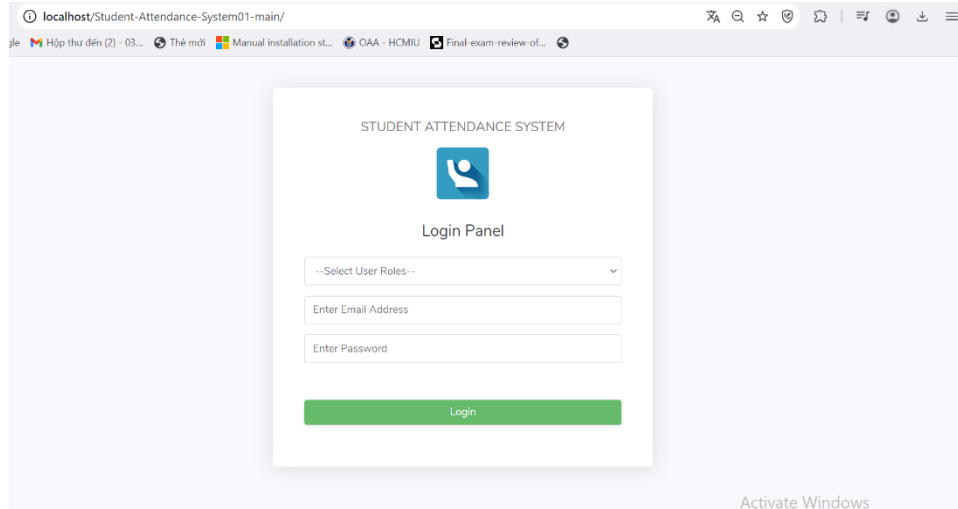 localhost/Student-Attendance-System01-main/
gle Hộp thư đến (2) - 03... Thẻ mới Manual installation st... OAA - HCMIU Final-exam-review-of...
STUDENT ATTENDANCE SYSTEM
Login Panel
--Select User Roles--
Enter Email Address
Enter Password
Login
Activate Windows